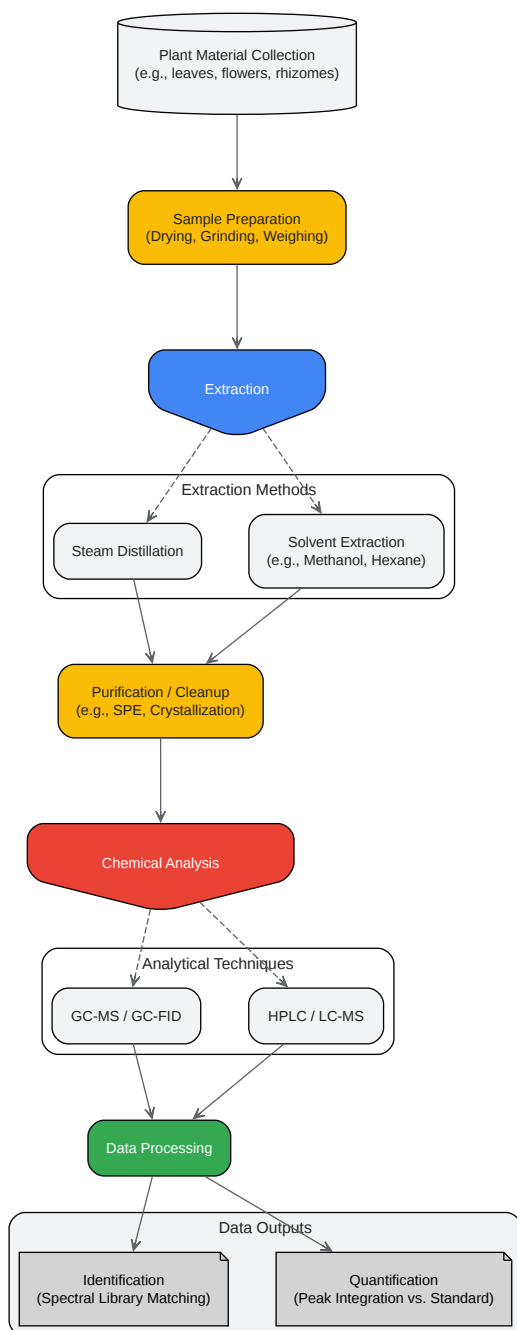 Plant Material Collection
(e.g., leaves, flowers, rhizomes)
Sample Preparation
(Drying, Grinding, Weighing)
Extraction
Extraction Methods
Steam Distillation
Solvent Extraction
(e.g., Methanol, Hexane)
Purification / Cleanup
(e.g., SPE, Crystallization)
Chemical Analysis
Analytical Techniques
GC-MS / GC-FID
HPLC / LC-MS
Data Processing
Data Outputs
Identification
(Spectral Library Matching)
Quantification
(Peak Integration vs. Standard)